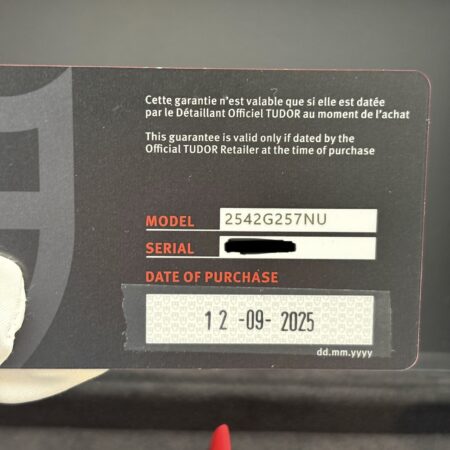 Cette garantie n'est valable que si elle est datée
par le Détaillant Officiel TUDOR au moment de l'achat
This guarantee is valid only if dated by the
Official TUDOR Retailer at the time of purchase
MODEL 2542G257NU
SERIAL
DATE OF PURCHASE
12 -09- 2025
dd.mm.yyyy